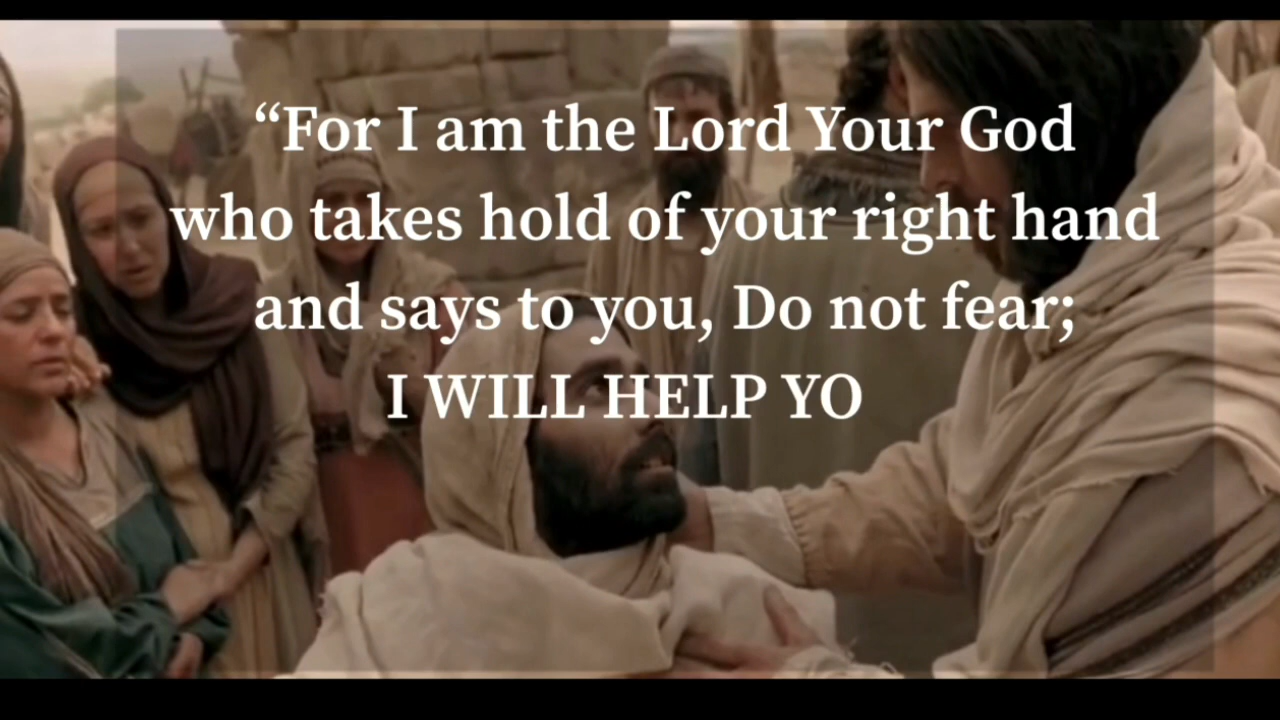 “For I am the Lord Your God
who takes hold of your right hand
and says to you, Do not fear;
I WILL HELP YO